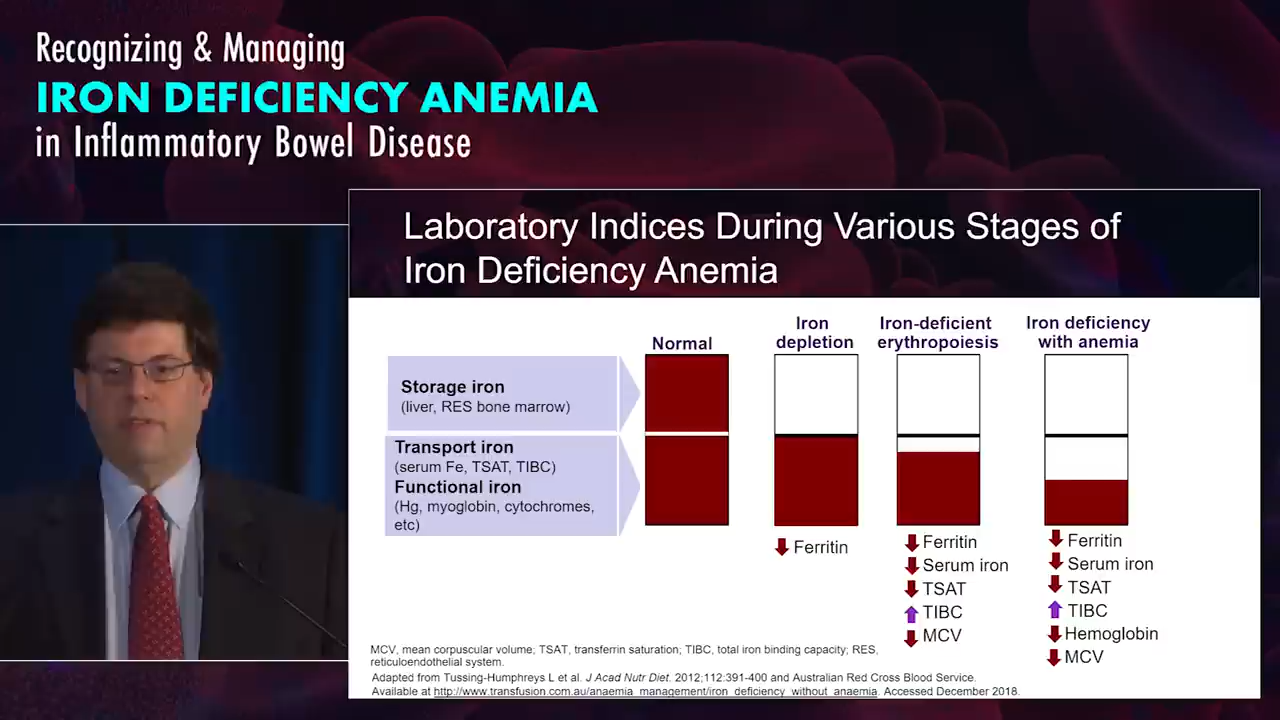 Recognizing & Managing
IRON DEFICIENCY ANEMIA
in Inflammatory Bowel Disease
Laboratory Indices During Various Stages of
Iron Deficiency Anemia
Normal
Iron
depletion
Iron-deficient
erythropoiesis
Iron deficiency
with anemia
Storage iron
(liver, RES bone marrow)
Transport iron
(serum Fe, TSAT, TIBC)
Functional iron
(Hg, myoglobin, cytochromes,
etc)
Ferritin
Ferritin
Serum iron
TSAT
TIBC
MCV
Ferritin
Serum iron
TSAT
TIBC
Hemoglobin
MCV
MCV, mean corpuscular volume; TSAT, transferrin saturation; TIBC, total iron binding capacity; RES,
reticuloendothelial system.
Adapted from Tussing-Humphreys L et al. J Acad Nutr Diet. 2012;112:391-400 and Australian Red Cross Blood Service.
Available at http://www.transfusion.com.au/anaemia_management/iron_deficiency_without_anaemia. Accessed December 2018.